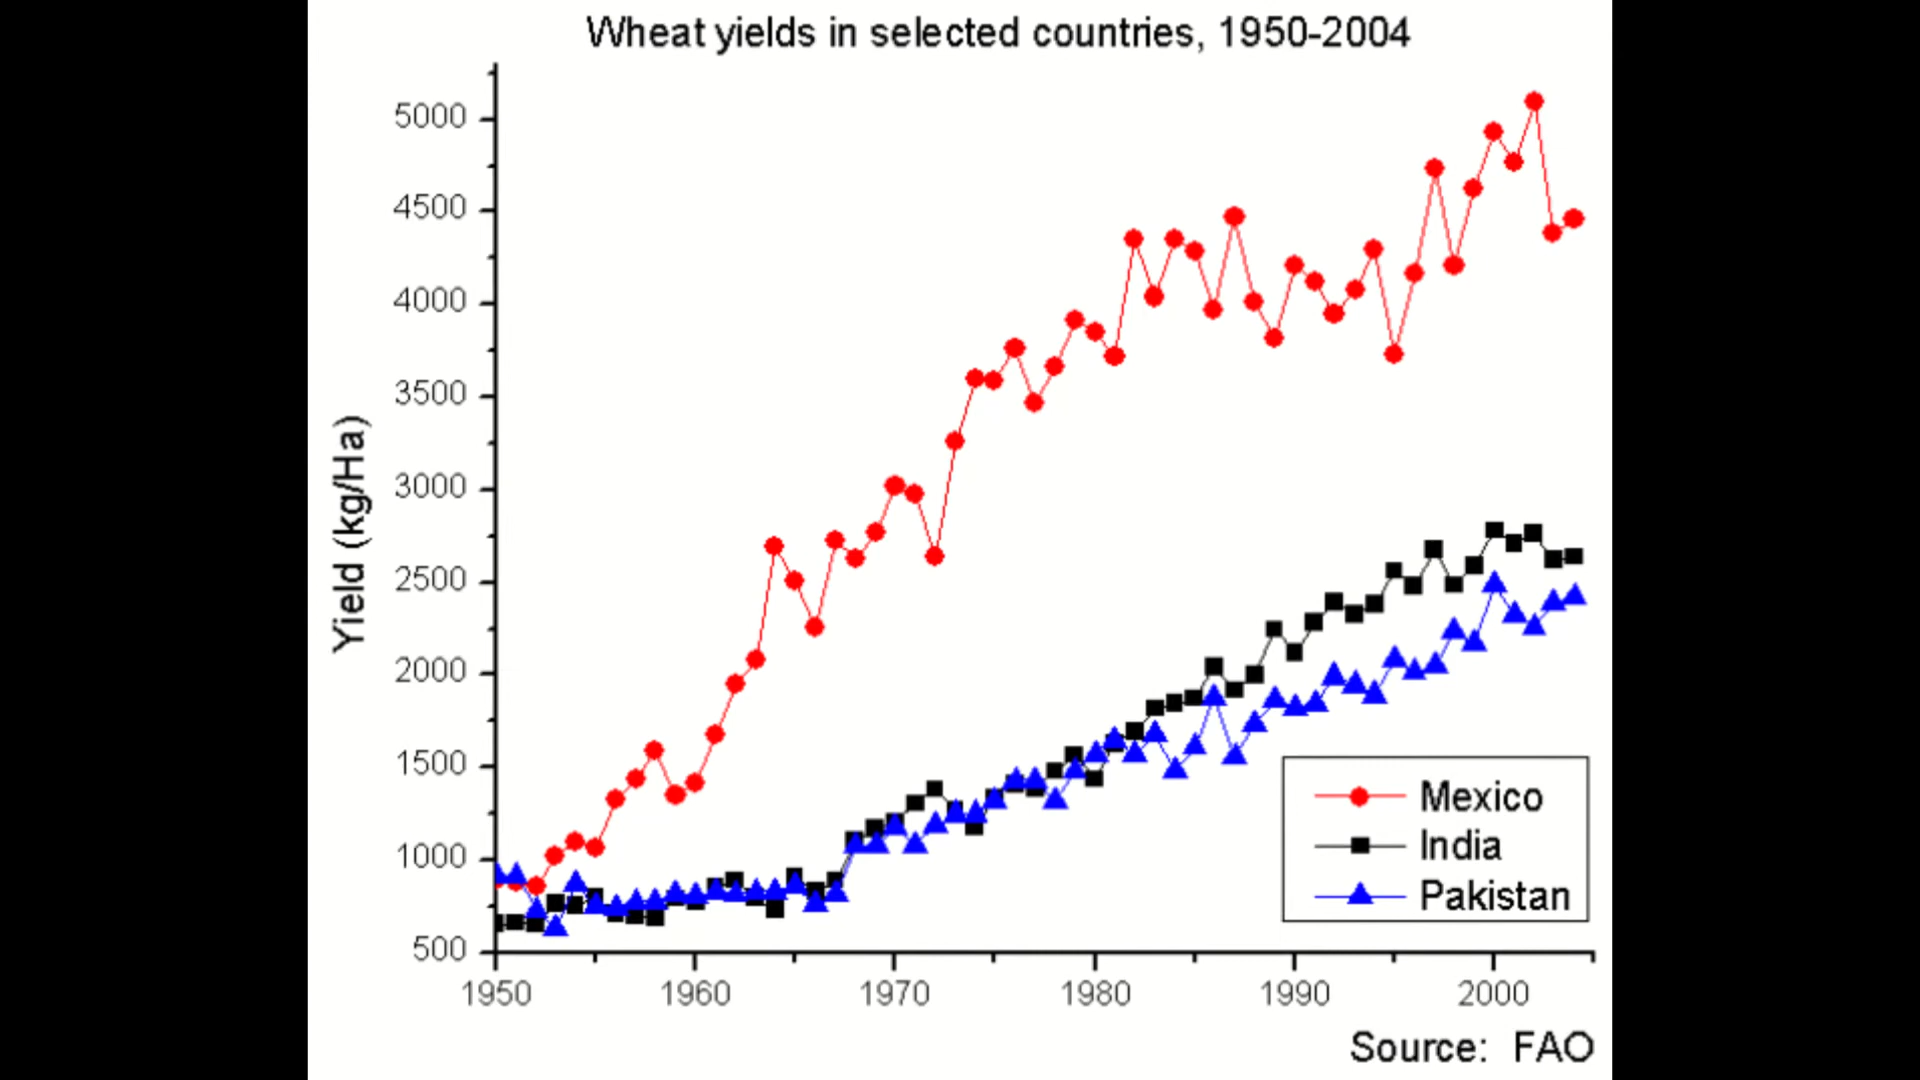 Wheat yields in selected countries, 1950-2004
Yield (kg/Ha)
5000
4500
4000
3500
3000
2500
2000
1500
1000
500
1950 1960 1970 1980 1990 2000
Mexico
India
Pakistan
Source: FAO